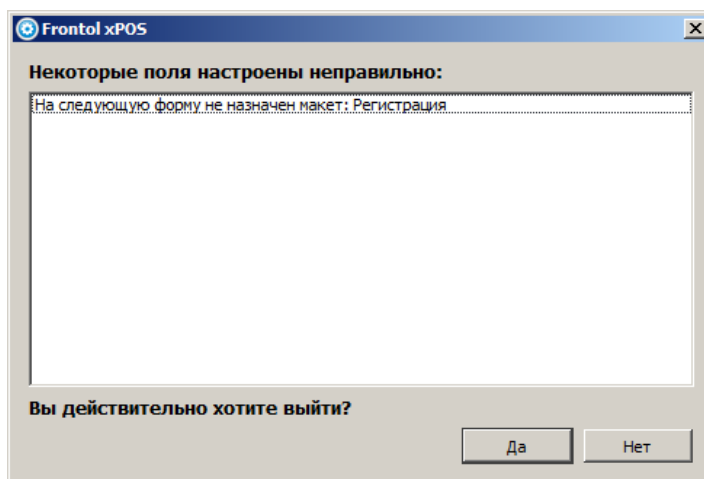 Frontol xPOS
Некоторые поля настроены неправильно:
На следующую форму не назначен макет: Регистрация
Вы действительно хотите выйти?
Да
Нет